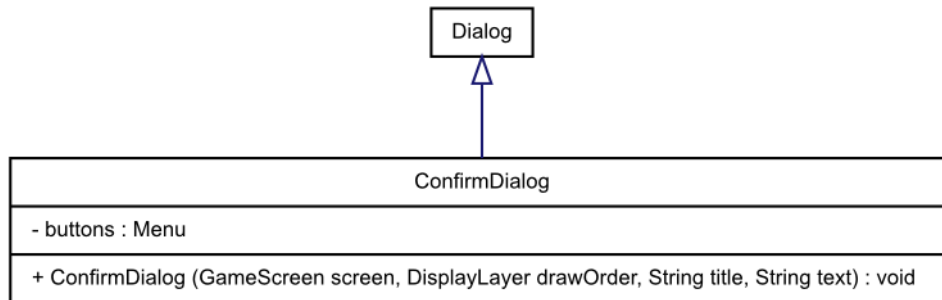 Dialog
ConfirmDialog
- buttons : Menu
+ ConfirmDialog (GameScreen screen, DisplayLayer drawOrder, String title, String text) : void